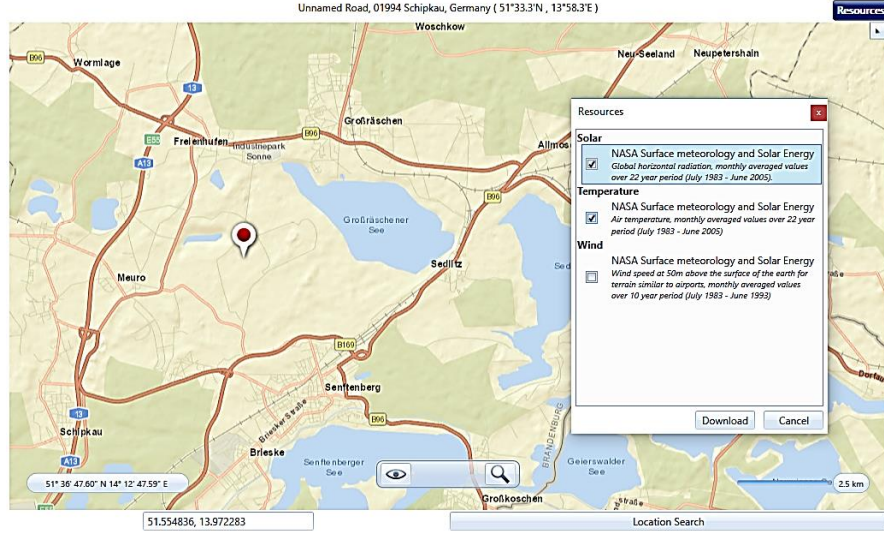 Unnamed Road, 01994 Schipkau, Germany ( 51°33.3'N , 13°58.3'E )
Resources
Woschkow
B96
Wormlage
Neu-Seeland
Neupetershain
13
Großräschen
E55
Freienhufen
Industriepark
Sonne
B96
A13
B96
Großräschener
See
Sedlitz
Meuro
B169
Senftenberg
13
B96
Schipkau
Briesker Straße
Brieske
A13
Senftenberger
See
BRANDENBURG
Geierswalder
See
Großkoschen
Resources
x
Solar
NASA Surface meteorology and Solar Energy
Global horizontal radiation, monthly averaged values
over 22 year period (July 1983 - June 2005).
Temperature
NASA Surface meteorology and Solar Energy
Air temperature, monthly averaged values over 22 year
period (July 1983 - June 2005)
Wind
NASA Surface meteorology and Solar Energy
Wind speed at 50m above the surface of the earth for
terrain similar to airports, monthly averaged values
over 10 year period (July 1983 - June 1993)
Download
Cancel
51° 36' 47.60" N 14° 12' 47.59" E
2.5 km
51.554836, 13.972283
Location Search